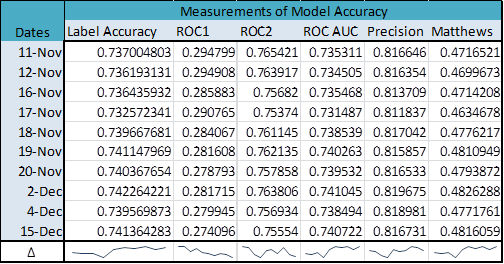 Measurements of Model Accuracy
Dates Label Accuracy ROC1 ROC2 ROC AUC Precision Matthews
11-Nov 0.737004803 0.294799 0.765421 0.735311 0.816646 0.4716521
12-Nov 0.736193131 0.294908 0.763917 0.734505 0.816354 0.4699673
16-Nov 0.736435932 0.285883 0.75682 0.735468 0.813709 0.4714208
17-Nov 0.732572341 0.290765 0.75374 0.731487 0.811837 0.4634678
18-Nov 0.739667681 0.284067 0.761145 0.738539 0.817042 0.4776217
19-Nov 0.741147969 0.281608 0.762135 0.740263 0.815857 0.4810949
20-Nov 0.740367654 0.278793 0.757858 0.739532 0.816533 0.4793872
2-Dec 0.742264221 0.281715 0.763806 0.741045 0.819675 0.4826288
4-Dec 0.739569873 0.279945 0.756934 0.738494 0.818981 0.4771761
15-Dec 0.741364283 0.274096 0.75554 0.740722 0.816731 0.4816059
Δ